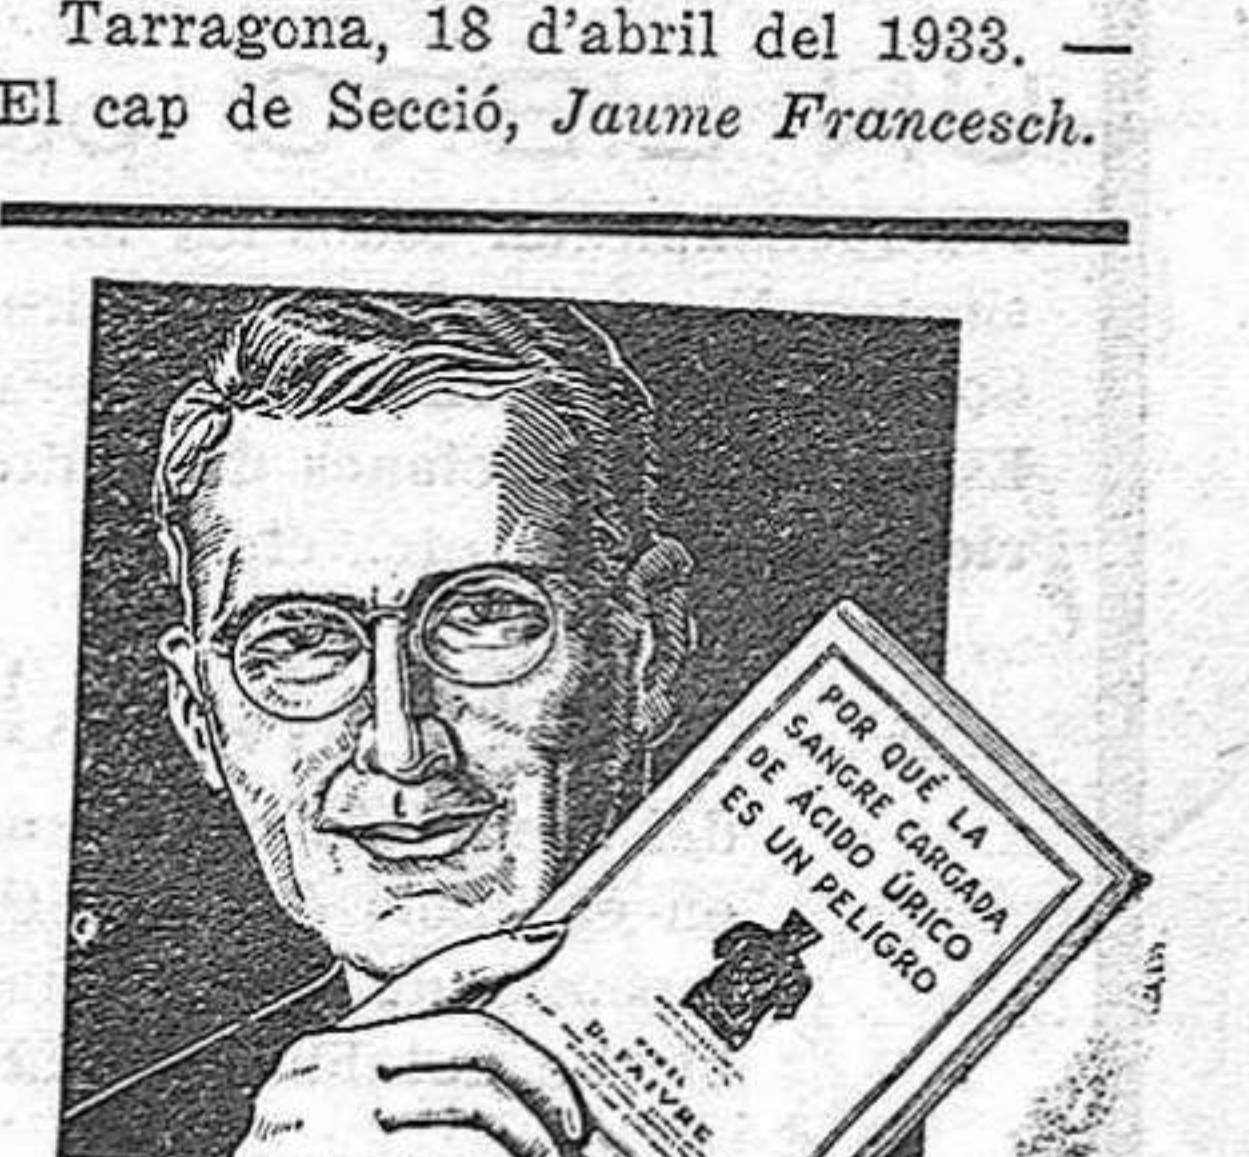 Tarragona, 18 d'abril del 1933. —
El cap de Secció, Jaume Francesch.
POR QUÉ LA
SANGRE CARGADA
DE ÁCIDO ÚRICO
ES UN PELIGRO
Dr. FAIVRE